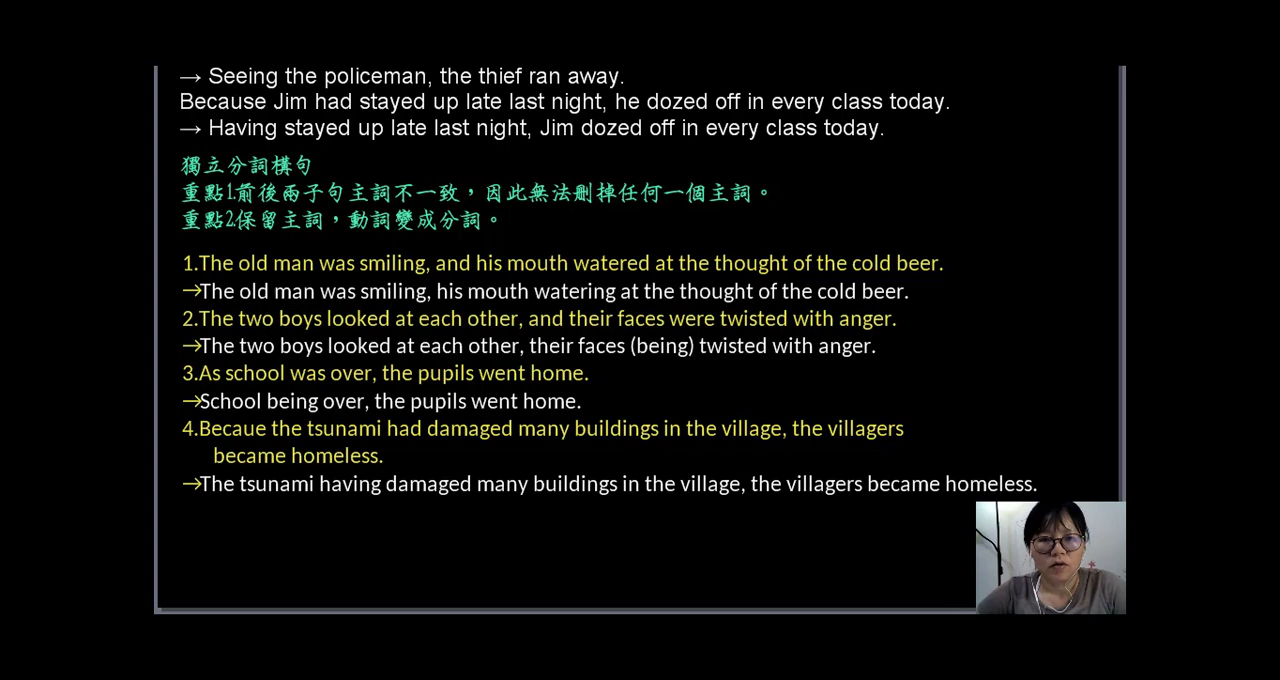 → Seeing the policeman, the thief ran away.
Because Jim had stayed up late last night, he dozed off in every class today.
→ Having stayed up late last night, Jim dozed off in every class today.
獨立分詞構句
重點1.前後兩子句主詞不一致，因此無法刪掉任何一個主詞。
重點2.保留主詞，動詞變成分詞。
1.The old man was smiling, and his mouth watered at the thought of the cold beer.
→The old man was smiling, his mouth watering at the thought of the cold beer.
2.The two boys looked at each other, and their faces were twisted with anger.
→The two boys looked at each other, their faces (being) twisted with anger.
3.As school was over, the pupils went home.
→School being over, the pupils went home.
4.Becaue the tsunami had damaged many buildings in the village, the villagers
became homeless.
→The tsunami having damaged many buildings in the village, the villagers became homeless.